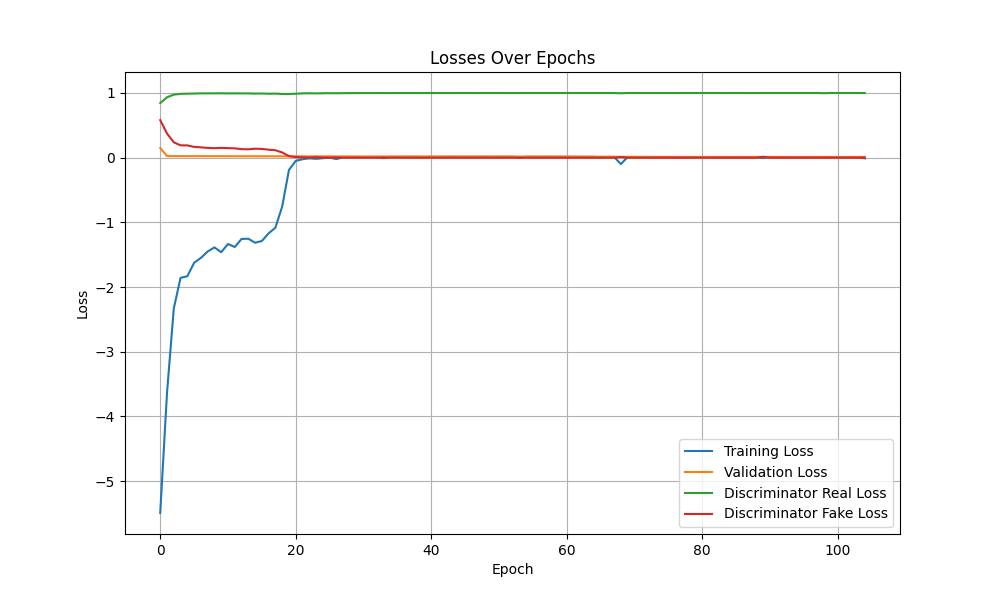 Losses Over Epochs
Loss
1
0
−1
−2
−3
−4
−5
0 20 40 60 80 100
Epoch
Training Loss
Validation Loss
Discriminator Real Loss
Discriminator Fake Loss